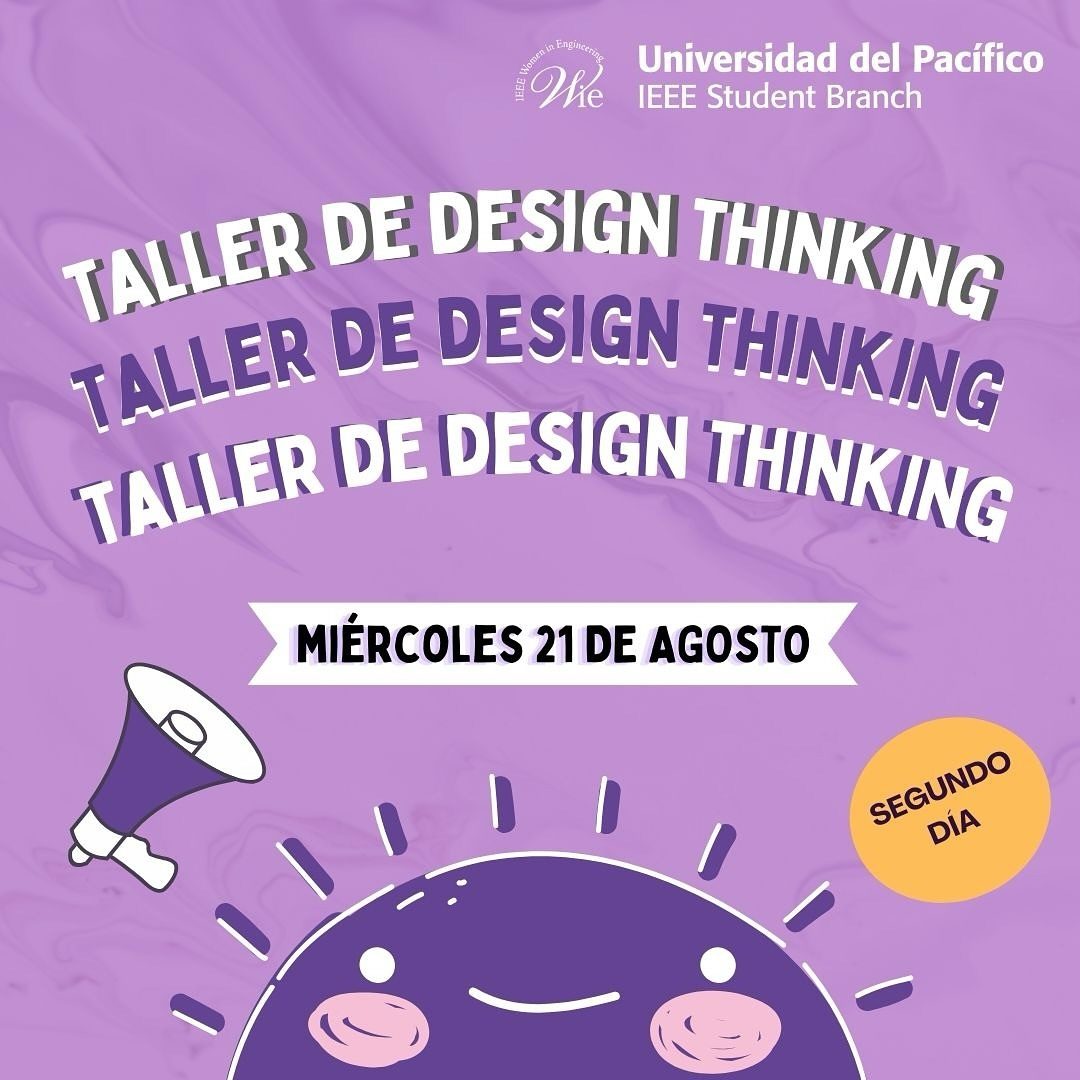 IEEE Women in Engineering
Wie
Universidad del Pacífico
IEEE Student Branch
TALLER DE DESIGN THINKING
TALLER DE DESIGN THINKING
TALLER DE DESIGN THINKING
MIÉRCOLES 21 DE AGOSTO
SEGUNDO
DÍA